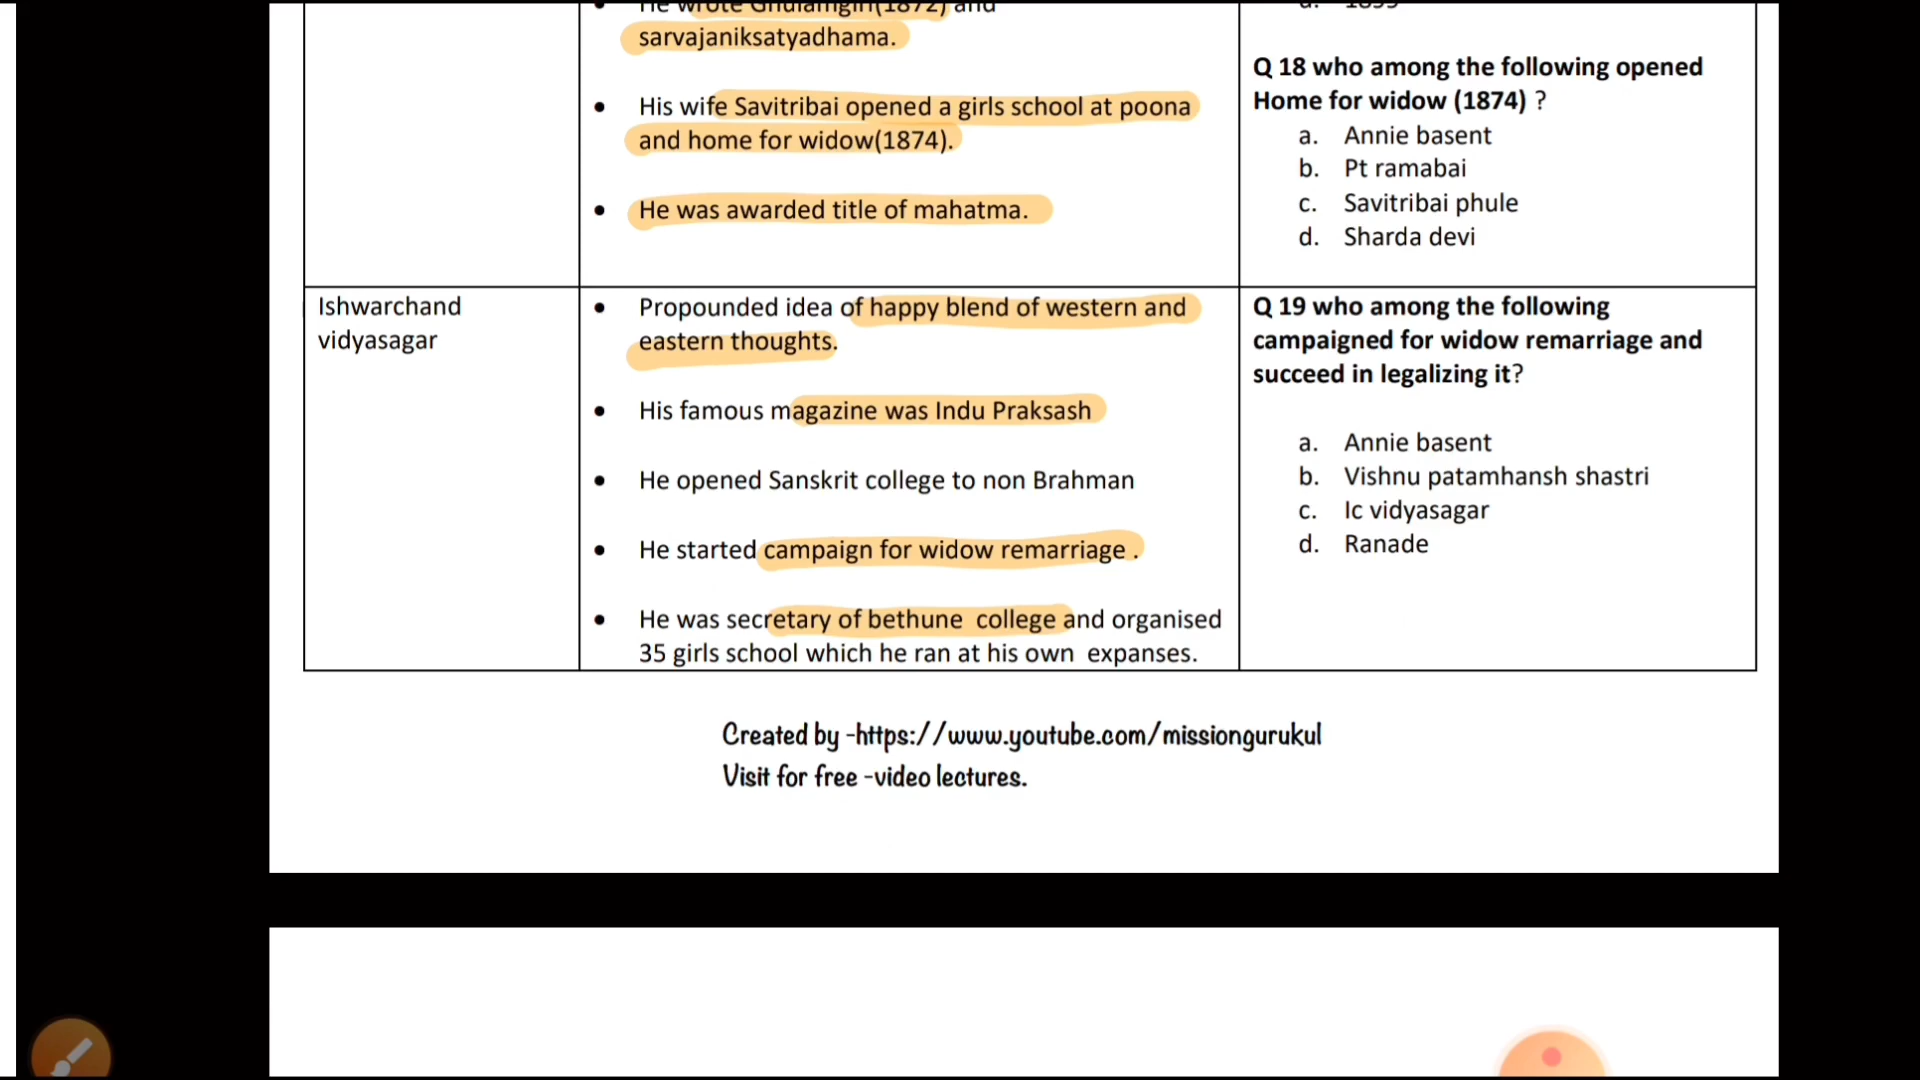 He wrote Ghulamgiri(1872) and
sarvajaniksatyadhama.
His wife Savitribai opened a girls school at poona
and home for widow(1874).
He was awarded title of mahatma.
Q 18 who among the following opened
Home for widow (1874) ?
a. Annie basent
b. Pt ramabai
c. Savitribai phule
d. Sharda devi
Ishwarchand
vidyasagar
Propounded idea of happy blend of western and
eastern thoughts.
His famous magazine was Indu Praksash
He opened Sanskrit college to non Brahman
He started campaign for widow remarriage .
He was secretary of bethune college and organised
35 girls school which he ran at his own expanses.
Q 19 who among the following
campaigned for widow remarriage and
succeed in legalizing it?
a. Annie basent
b. Vishnu patamhansh shastri
c. Ic vidyasagar
d. Ranade
Created by -https://www.youtube.com/missiongurukul
Visit for free -video lectures.